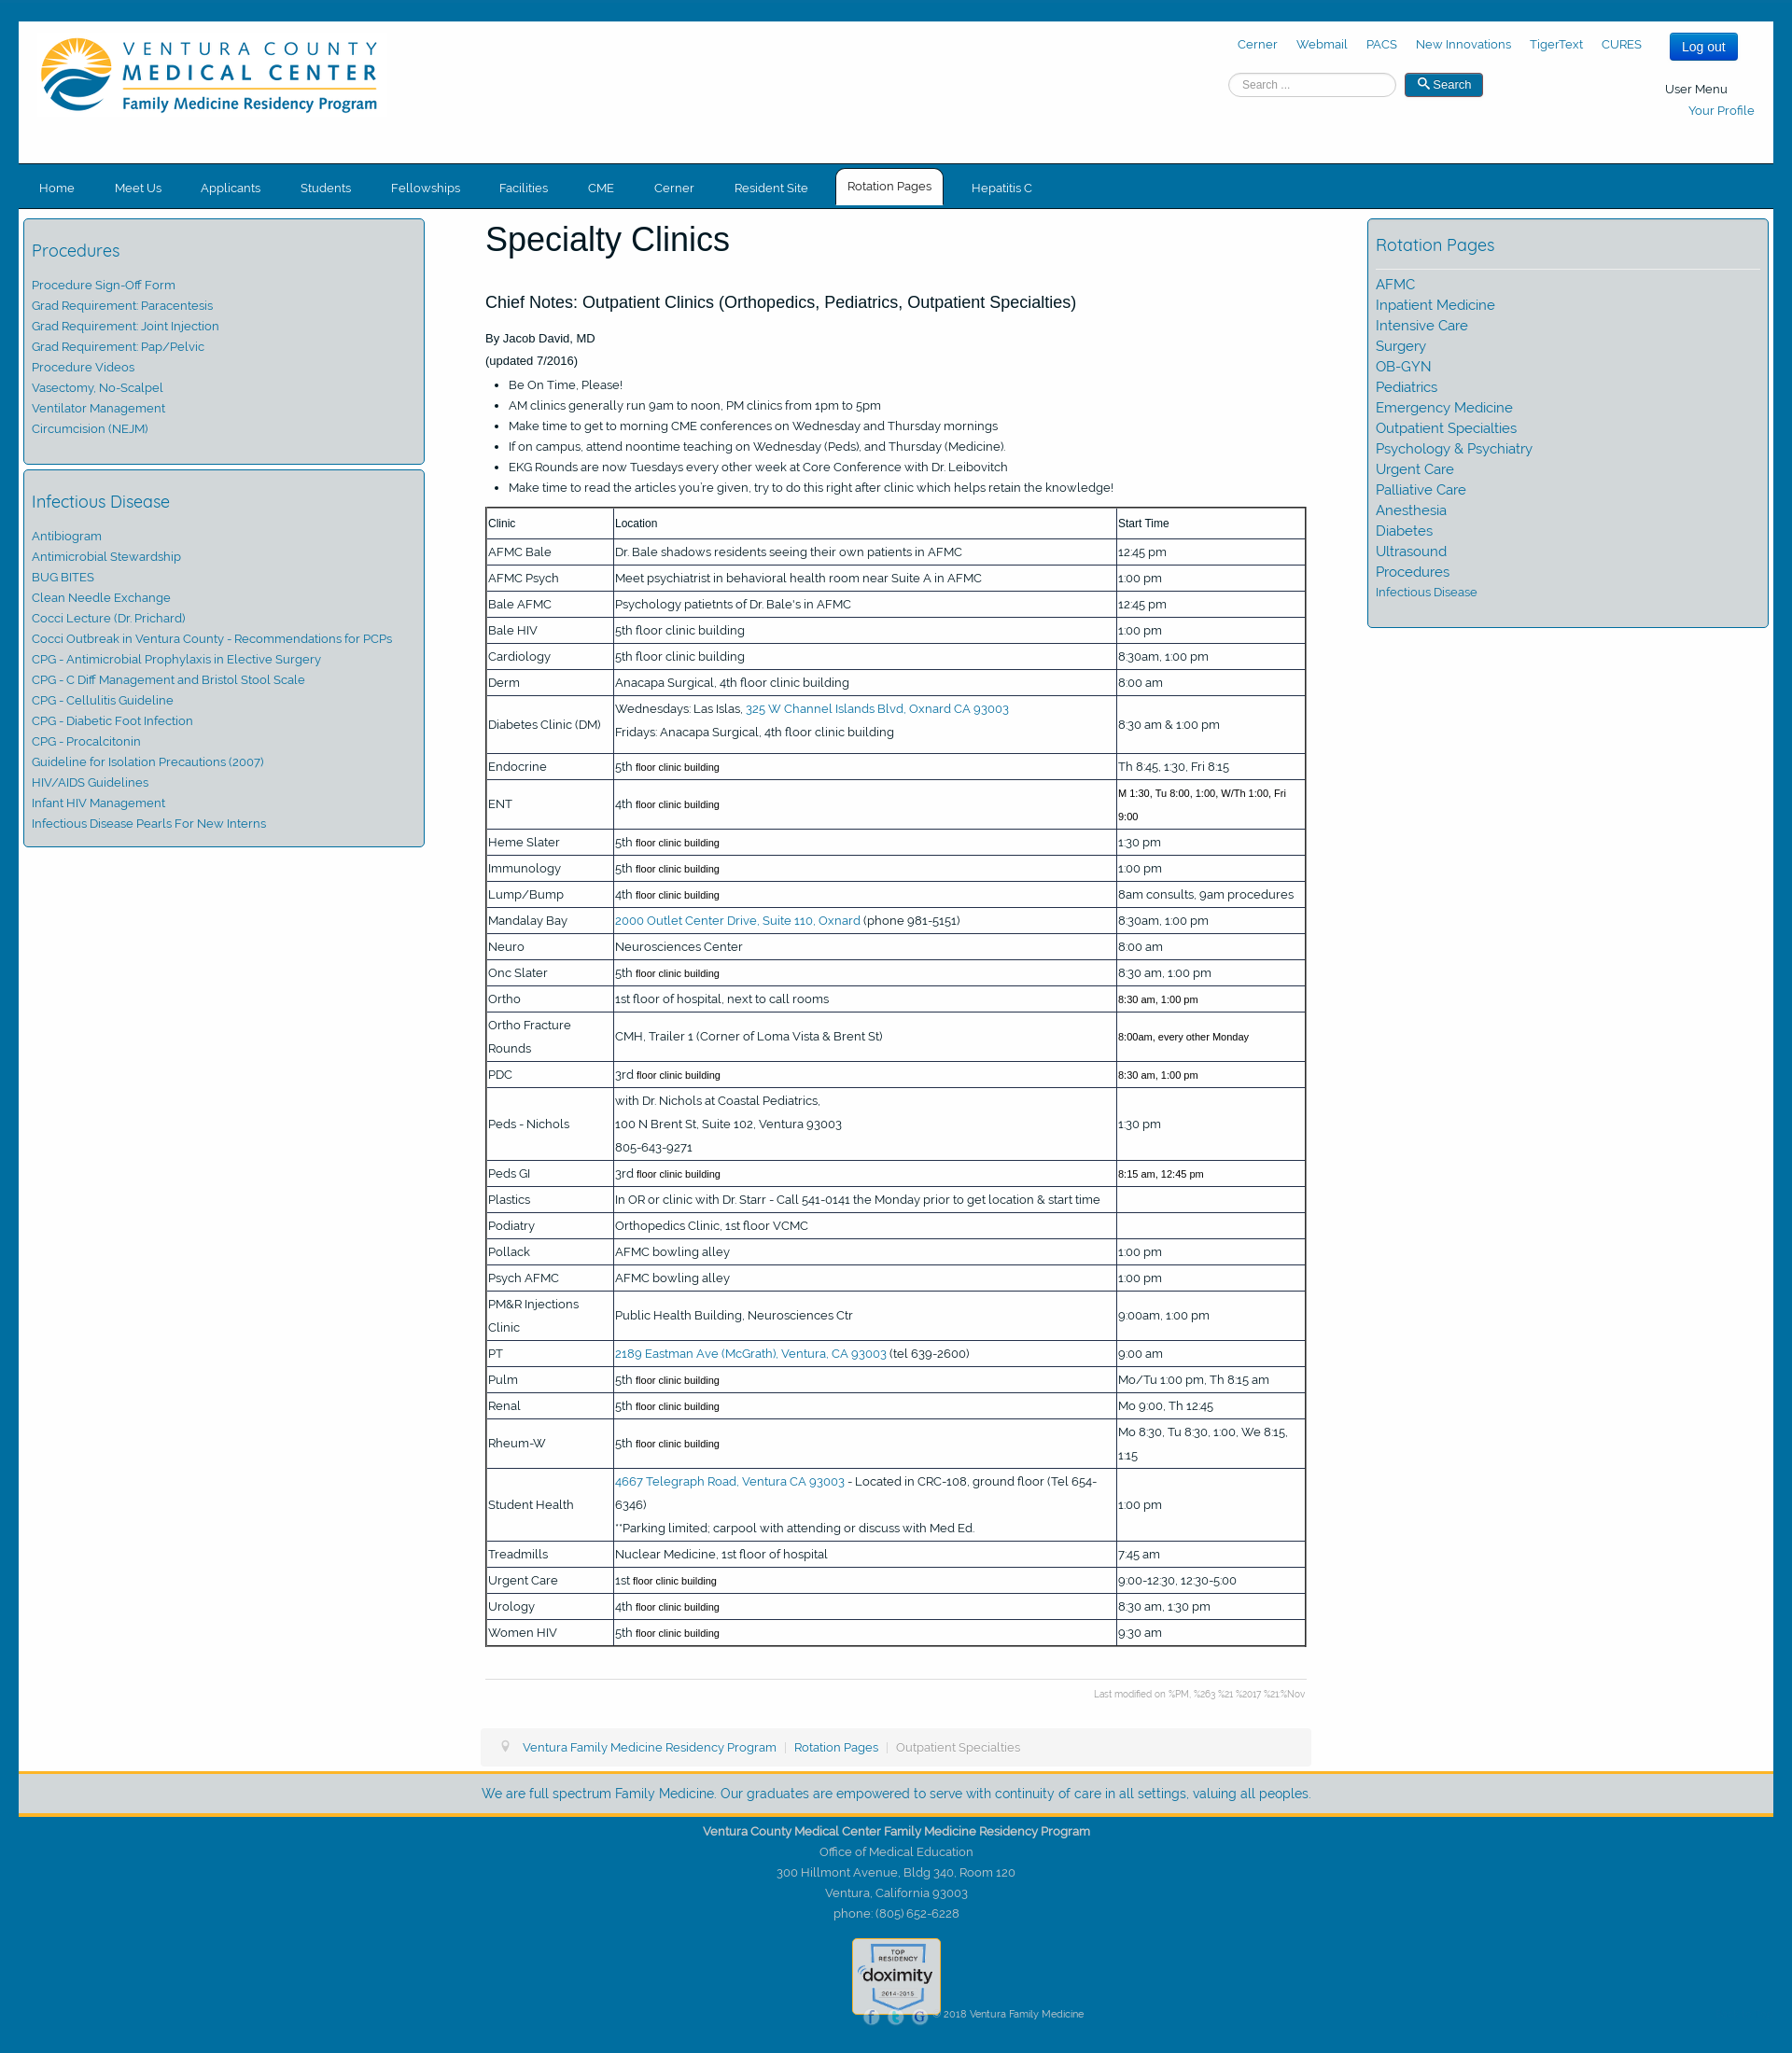 VENTURA COUNTY
MEDICAL CENTER
Family Medicine Residency Program
Cerner Webmail PACS New Innovations TigerText CURES Log out
Search ... Search
User Menu
Your Profile
Home Meet Us Applicants Students Fellowships Facilities CME Cerner Resident Site Rotation Pages Hepatitis C
Procedures
Procedure Sign-Off Form
Grad Requirement: Paracentesis
Grad Requirement: Joint Injection
Grad Requirement: Pap/Pelvic
Procedure Videos
Vasectomy, No-Scalpel
Ventilator Management
Circumcision (NEJM)
Infectious Disease
Antibiogram
Antimicrobial Stewardship
BUG BITES
Clean Needle Exchange
Cocci Lecture (Dr. Prichard)
Cocci Outbreak in Ventura County - Recommendations for PCPs
CPG - Antimicrobial Prophylaxis in Elective Surgery
CPG - C Diff Management and Bristol Stool Scale
CPG - Cellulitis Guideline
CPG - Diabetic Foot Infection
CPG - Procalcitonin
Guideline for Isolation Precautions (2007)
HIV/AIDS Guidelines
Infant HIV Management
Infectious Disease Pearls For New Interns
Specialty Clinics
Chief Notes: Outpatient Clinics (Orthopedics, Pediatrics, Outpatient Specialties)
By Jacob David, MD
(updated 7/2016)
• Be On Time, Please!
• AM clinics generally run 9am to noon, PM clinics from 1pm to 5pm
• Make time to get to morning CME conferences on Wednesday and Thursday mornings
• If on campus, attend noontime teaching on Wednesday (Peds), and Thursday (Medicine).
• EKG Rounds are now Tuesdays every other week at Core Conference with Dr. Leibovitch
• Make time to read the articles you're given, try to do this right after clinic which helps retain the knowledge!
Clinic Location Start Time
AFMC Bale Dr. Bale shadows residents seeing their own patients in AFMC 12:45 pm
AFMC Psych Meet psychiatrist in behavioral health room near Suite A in AFMC 1:00 pm
Bale AFMC Psychology patietnts of Dr. Bale's in AFMC 12:45 pm
Bale HIV 5th floor clinic building 1:00 pm
Cardiology 5th floor clinic building 8:30am, 1:00 pm
Derm Anacapa Surgical, 4th floor clinic building 8:00 am
Diabetes Clinic (DM) Wednesdays: Las Islas, 325 W Channel Islands Blvd, Oxnard CA 93003
Fridays: Anacapa Surgical, 4th floor clinic building 8:30 am & 1:00 pm
Endocrine 5th floor clinic building Th 8:45, 1:30, Fri 8:15
ENT 4th floor clinic building M 1:30, Tu 8:00, 1:00, W/Th 1:00, Fri
9:00
Heme Slater 5th floor clinic building 1:30 pm
Immunology 5th floor clinic building 1:00 pm
Lump/Bump 4th floor clinic building 8am consults, 9am procedures
Mandalay Bay 2000 Outlet Center Drive, Suite 110, Oxnard (phone 981-5151) 8:30am, 1:00 pm
Neuro Neurosciences Center 8:00 am
Onc Slater 5th floor clinic building 8:30 am, 1:00 pm
Ortho 1st floor of hospital, next to call rooms 8:30 am, 1:00 pm
Ortho Fracture
Rounds CMH, Trailer 1 (Corner of Loma Vista & Brent St) 8:00am, every other Monday
PDC 3rd floor clinic building 8:30 am, 1:00 pm
Peds - Nichols with Dr. Nichols at Coastal Pediatrics,
100 N Brent St, Suite 102, Ventura 93003
805-643-9271 1:30 pm
Peds GI 3rd floor clinic building 8:15 am, 12:45 pm
Plastics In OR or clinic with Dr. Starr - Call 541-0141 the Monday prior to get location & start time
Podiatry Orthopedics Clinic, 1st floor VCMC
Pollack AFMC bowling alley 1:00 pm
Psych AFMC AFMC bowling alley 1:00 pm
PM&R Injections
Clinic Public Health Building, Neurosciences Ctr 9:00am, 1:00 pm
PT 2189 Eastman Ave (McGrath), Ventura, CA 93003 (tel 639-2600) 9:00 am
Pulm 5th floor clinic building Mo/Tu 1:00 pm, Th 8:15 am
Renal 5th floor clinic building Mo 9:00, Th 12:45
Rheum-W 5th floor clinic building Mo 8:30, Tu 8:30, 1:00, We 8:15,
1:15
Student Health 4667 Telegraph Road, Ventura CA 93003 - Located in CRC-108, ground floor (Tel 654-
6346)
**Parking limited; carpool with attending or discuss with Med Ed. 1:00 pm
Treadmills Nuclear Medicine, 1st floor of hospital 7:45 am
Urgent Care 1st floor clinic building 9:00-12:30, 12:30-5:00
Urology 4th floor clinic building 8:30 am, 1:30 pm
Women HIV 5th floor clinic building 9:30 am
Last modified on %PM, %263 %21 %2017 %21:%Nov
Rotation Pages
AFMC
Inpatient Medicine
Intensive Care
Surgery
OB-GYN
Pediatrics
Emergency Medicine
Outpatient Specialties
Psychology & Psychiatry
Urgent Care
Palliative Care
Anesthesia
Diabetes
Ultrasound
Procedures
Infectious Disease
Ventura Family Medicine Residency Program | Rotation Pages | Outpatient Specialties
We are full spectrum Family Medicine. Our graduates are empowered to serve with continuity of care in all settings, valuing all peoples.
Ventura County Medical Center Family Medicine Residency Program
Office of Medical Education
300 Hillmont Avenue, Bldg 340, Room 120
Ventura, California 93003
phone: (805) 652-6228
TOP
RESIDENCY
doximity
2014-2015
f t G © 2018 Ventura Family Medicine